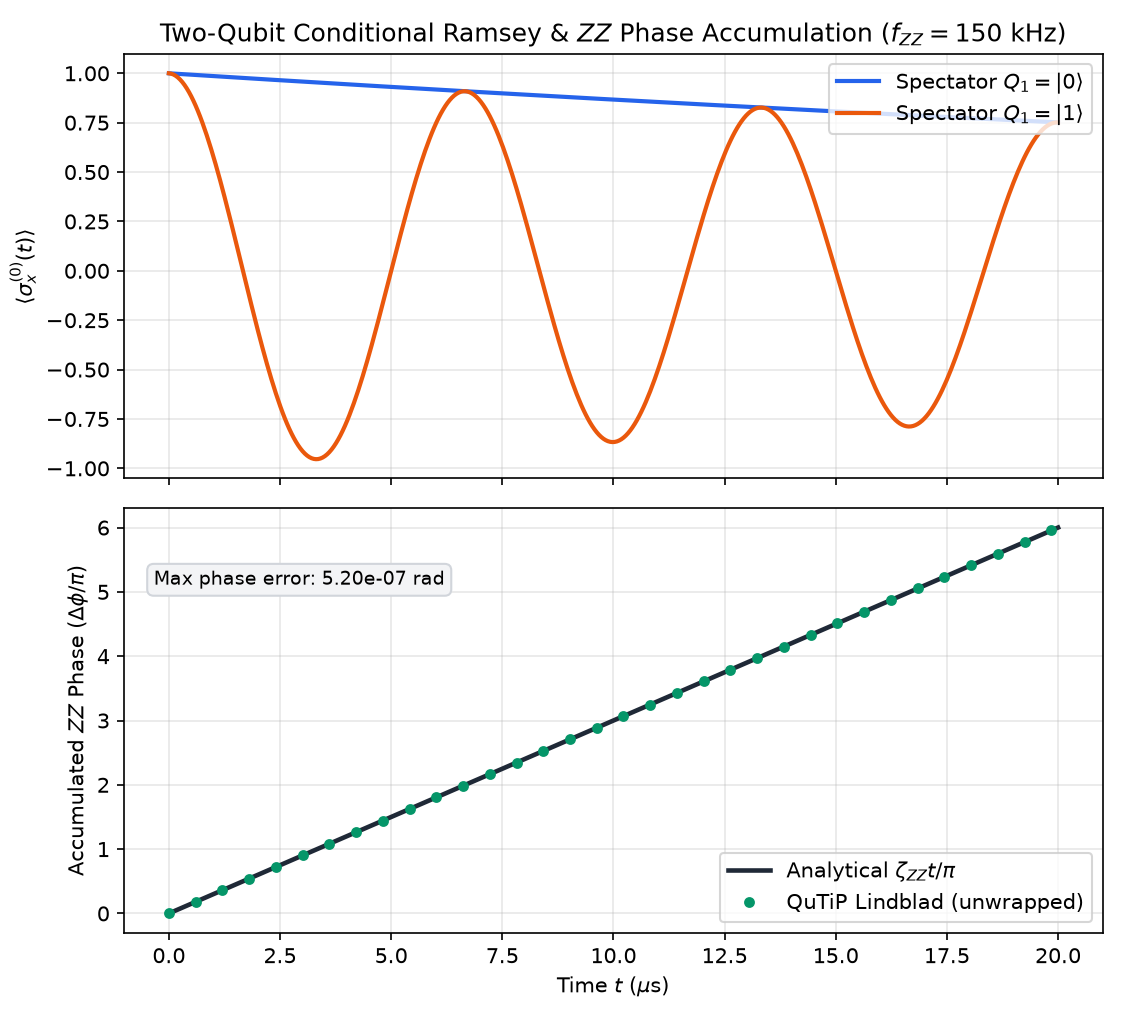 Two-Qubit Conditional Ramsey & ZZ Phase Accumulation (f_ZZ = 150 kHz)
1.00
0.75
0.50
0.25
0.00
−0.25
−0.50
−0.75
−1.00
⟨σ_x^(0)(t)⟩
Spectator Q₁ = |0⟩
Spectator Q₁ = |1⟩
6
5
4
3
2
1
0
Accumulated ZZ Phase (Δϕ/π)
Max phase error: 5.20e-07 rad
Analytical ζ_ZZ t/π
QuTiP Lindblad (unwrapped)
0.0 2.5 5.0 7.5 10.0 12.5 15.0 17.5 20.0
Time t (μs)